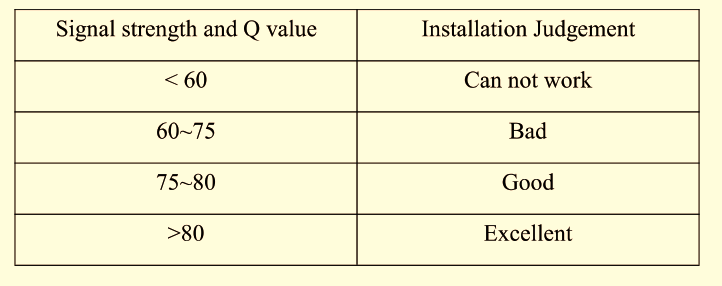 Signal strength and Q value Installation Judgement
< 60 Can not work
60~75 Bad
75~80 Good
>80 Excellent